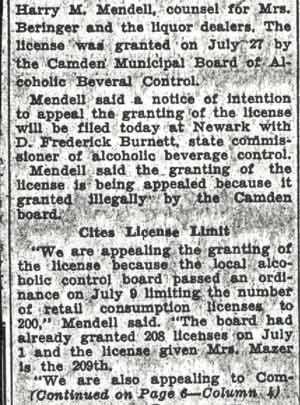 Harry M. Mendell, counsel for Mrs.
Beringer and the liquor dealers. The
license was granted on July 27 by
the Camden Municipal Board of Al-
coholic Beveral Control.
Mendell said a notice of intention
to appeal the granting of the license
will be filed today at Newark with
D. Frederick Burnett, state commis-
sioner of alcoholic beverage control.
Mendell said the granting of the
license is being appealed because it
granted illegally by the Camden
board.
Cites License Limit
"We are appealing the granting of
the license because the local alco-
holic control board passed an ordi-
nance on July 9 limiting the number
of retail consumption licenses to
200," Mendell said. "The board had
already granted 208 licenses on July
1 and the license given Mrs. Mazer
is the 209th.
"We are also appealing to Com-
(Continued on Page 6—Column 4)